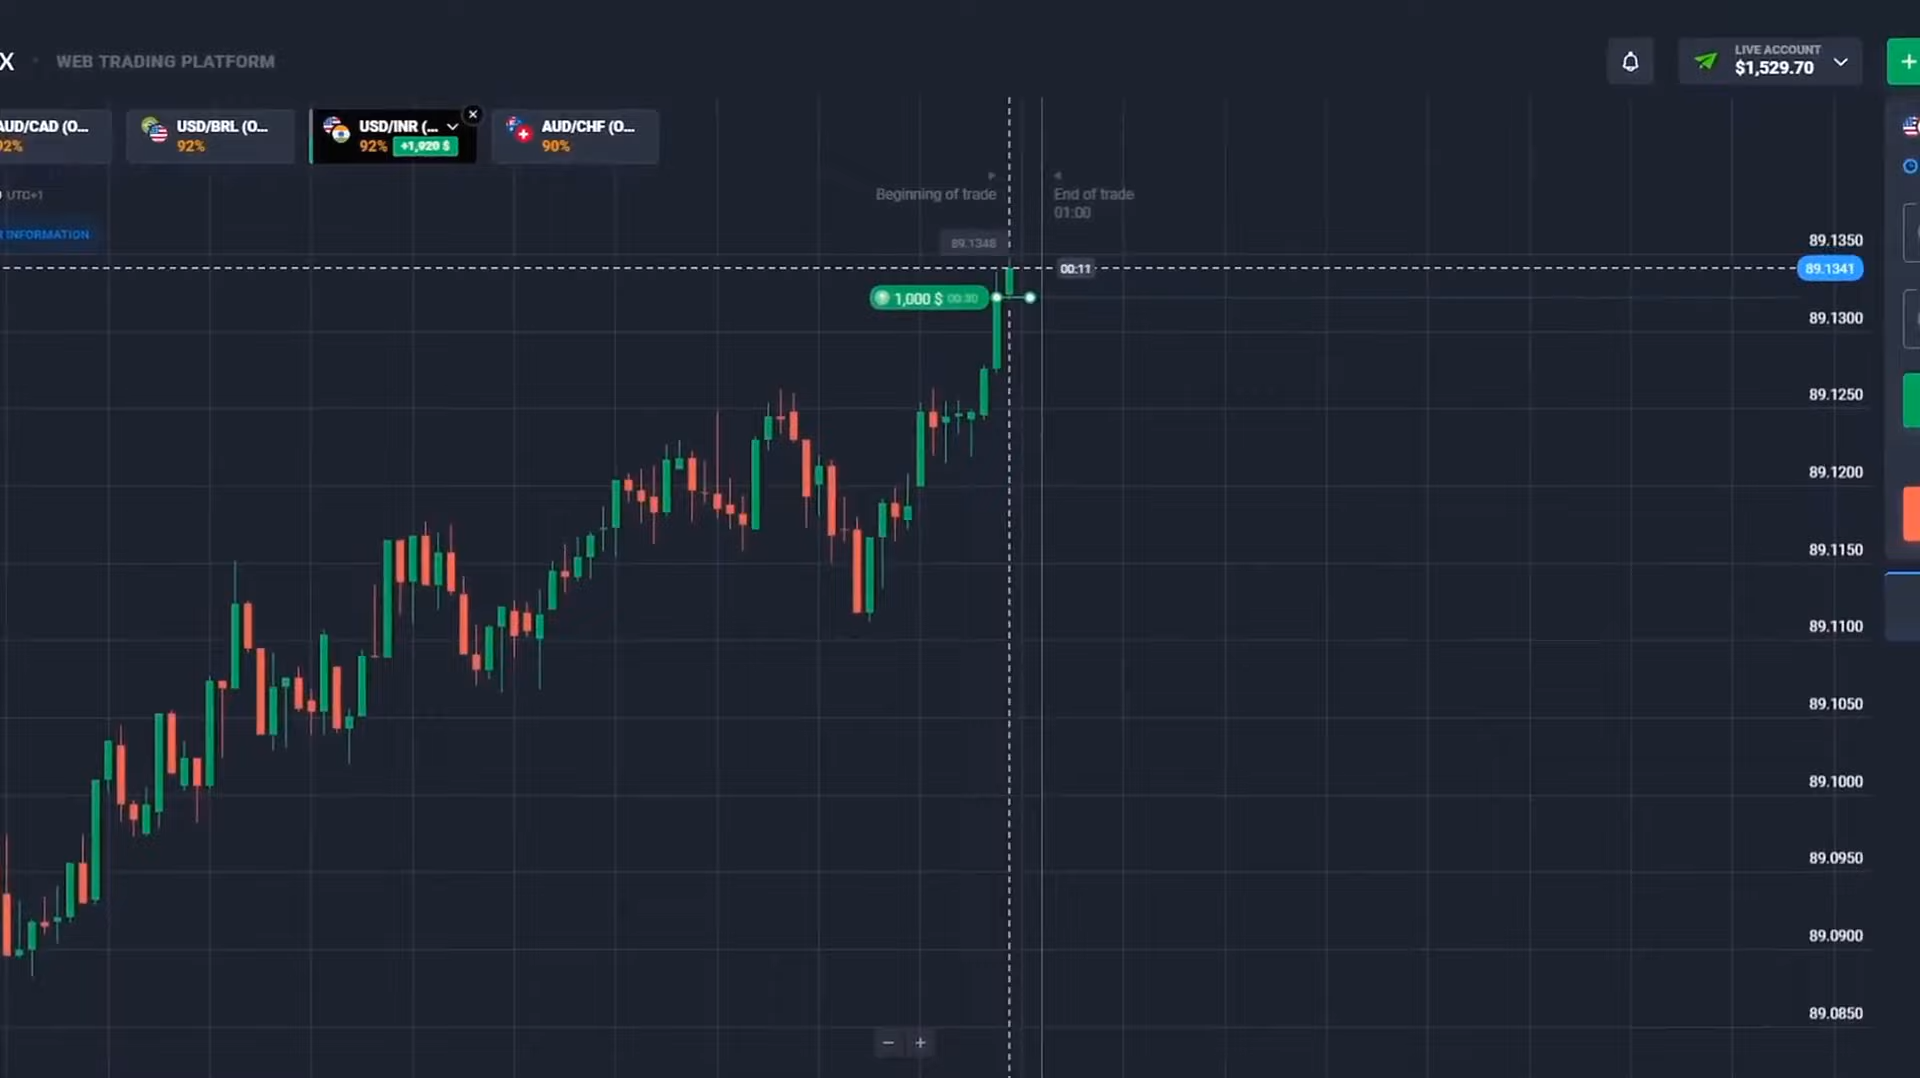 X · WEB TRADING PLATFORM
LIVE ACCOUNT
$1,529.70
AUD/CAD (O...
92%
USD/BRL (O...
92%
USD/INR (...
92% +1,920 $
AUD/CHF (O...
90%
UTC+1
INFORMATION
Beginning of trade
End of trade
01:00
89.1348
00:11
89.1341
1,000 $ 00:30
89.1350
89.1300
89.1250
89.1200
89.1150
89.1100
89.1050
89.1000
89.0950
89.0900
89.0850